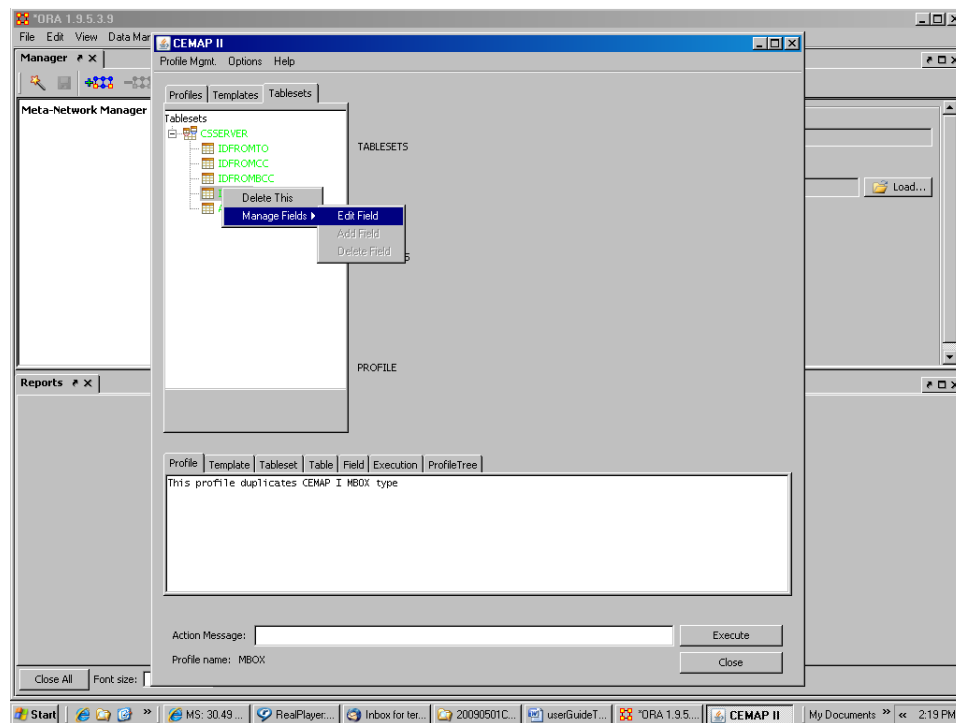 *ORA 1.9.5.3.9
File Edit View Data Mar
CEMAP II
Manager
Profile Mgmt. Options Help
Profiles Templates Tablesets
Meta-Network Manager
Tablesets
CSSERVER
IDFROMTO
IDFROMCC
IDFROMBCC
TABLESETS
Load...
Delete This
Manage Fields
Edit Field
Add Field
Delete Field
PROFILE
Reports
Profile Template Tableset Table Field Execution ProfileTree
This profile duplicates CEMAP I MBOX type
Action Message:
Execute
Profile name: MBOX
Close
Close All Font size:
Start » MS: 30.49 ... RealPlayer:... Inbox for ter... 20090501C... userGuideT... *ORA 1.9.5.... CEMAP II My Documents » « 2:19 PM